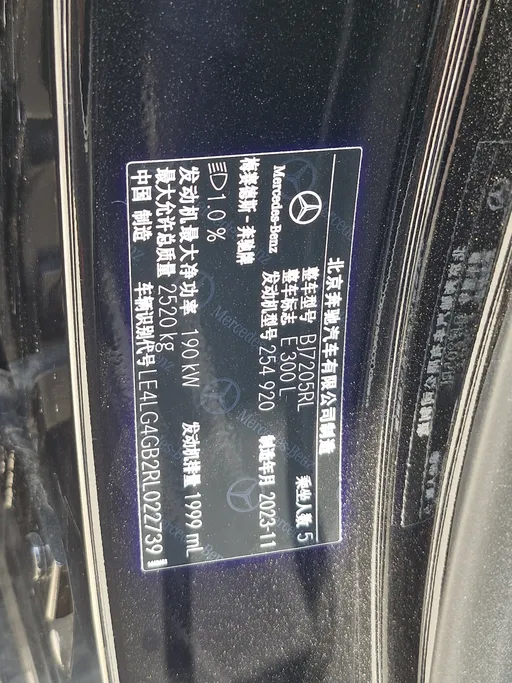 北京奔驰汽车有限公司制造
整车型号 BJ7205RL 乘坐人数 5
整车标志 E 300 L
Mercedes-Benz 发动机型号 254 920 制造年月 2023-11
梅赛德斯-奔驰牌
1.0 %
发动机最大净功率 190 kW 发动机排量 1999 mL
最大允许总质量 2520 kg
中国 制造 车辆识别代号 LE4LG4GB2RL022739